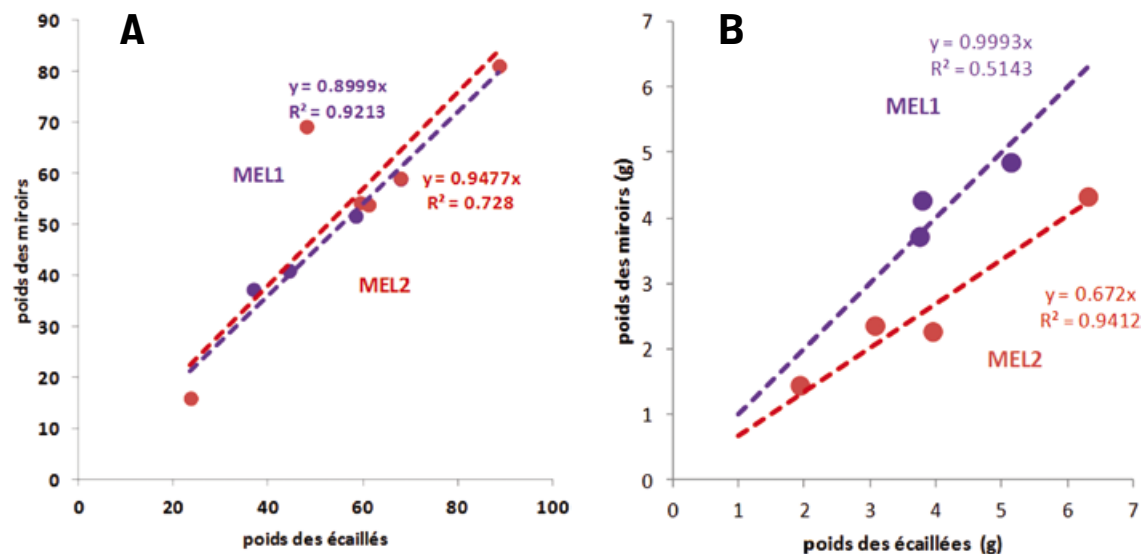 A
90
80
70
60
50
40
30
20
10
0
0
20
40
60
80
100
poids des miroirs
poids des écaillés
y = 0.8999x
R² = 0.9213
MEL1
y = 0.9477x
R² = 0.728
MEL2
B
7
6
5
4
3
2
1
0
0
1
2
3
4
5
6
7
poids des miroirs (g)
poids des écaillées (g)
y = 0.9993x
R² = 0.5143
MEL1
y = 0.672x
R² = 0.9412
MEL2